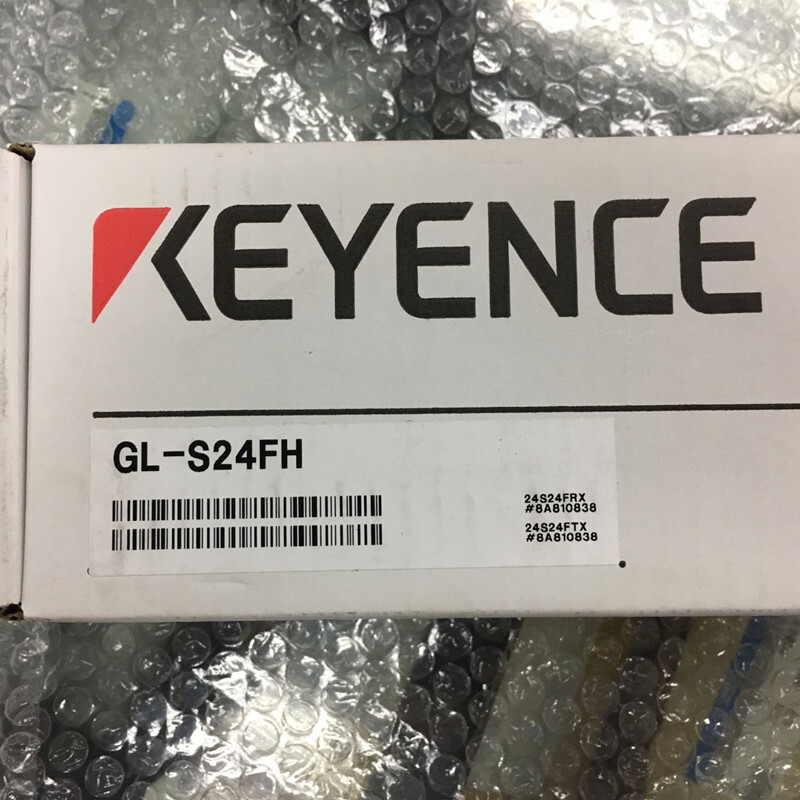 KEYENCE
GL-S24FH
24S24FRX
#8A810838
24S24FTX
#8A810838